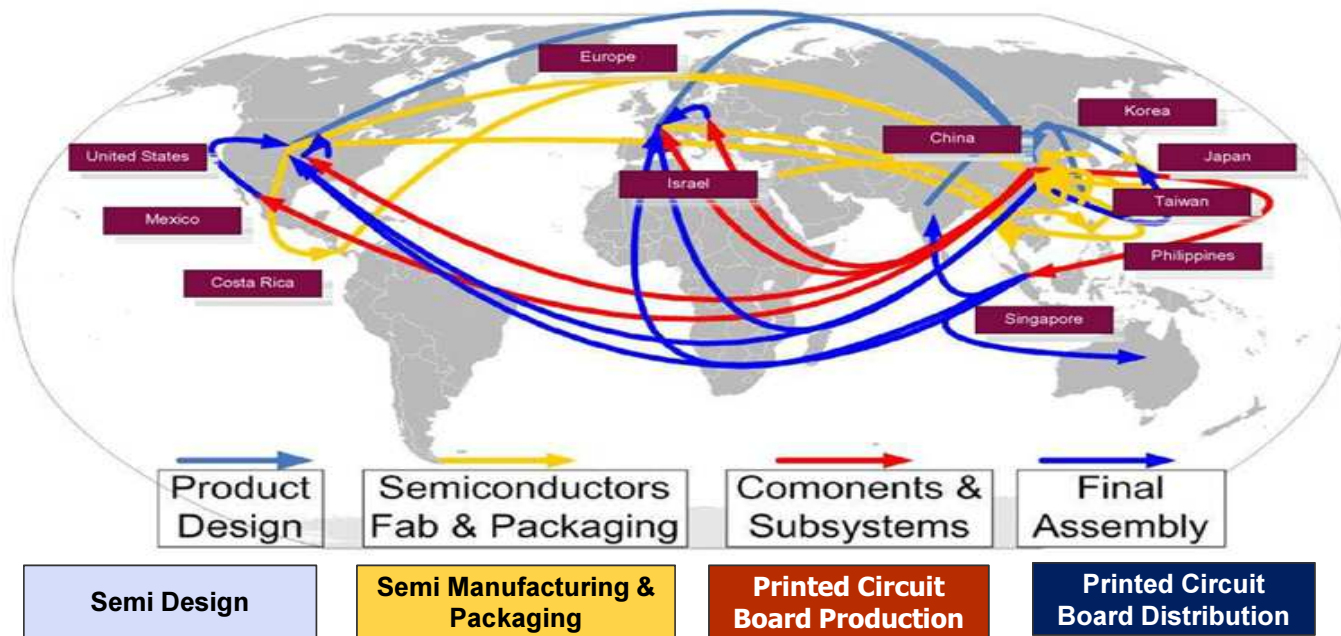 Europe
Korea
China
United States
Japan
Israel
Mexico
Taiwan
Costa Rica
Philippines
Singapore
Product
Design
Semiconductors
Fab & Packaging
Comonents &
Subsystems
Final
Assembly
Semi Design
Semi Manufacturing &
Packaging
Printed Circuit
Board Production
Printed Circuit
Board Distribution